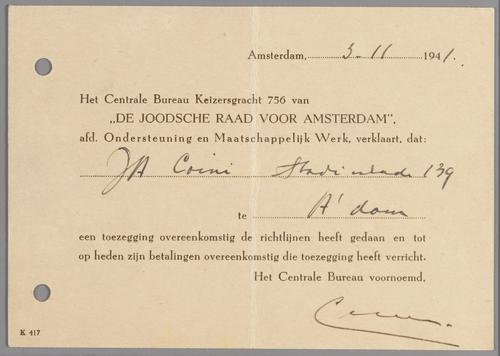 Amsterdam, 3-11 1941.
Het Centrale Bureau Keizersgracht 756 van
„DE JOODSCHE RAAD VOOR AMSTERDAM”,
afd. Ondersteuning en Maatschappelijk Werk, verklaart, dat:
JA Coini 139
te A'dam
een toezegging overeenkomstig de richtlijnen heeft gedaan en tot
op heden zijn betalingen overeenkomstig die toezegging heeft verricht.
Het Centrale Bureau voornoemd,
K 417